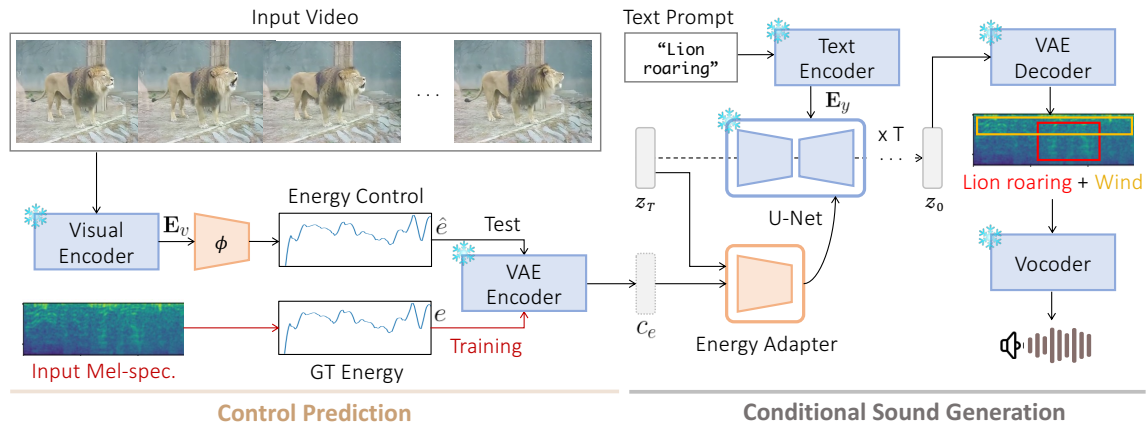 Input Video
. . .
Visual
Encoder
E_v
ϕ
Energy Control
ê
Test
VAE
Encoder
Input Mel-spec.
e
Training
GT Energy
Control Prediction
Text Prompt
“Lion
roaring”
Text
Encoder
E_y
x T
. . .
z_T
U-Net
z_0
c_e
Energy Adapter
VAE
Decoder
Lion roaring + Wind
Vocoder
Conditional Sound Generation